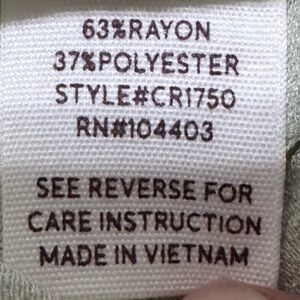 63%RAYON
37%POLYESTER
STYLE#CR1750
RN#104403
SEE REVERSE FOR
CARE INSTRUCTION
MADE IN VIETNAM